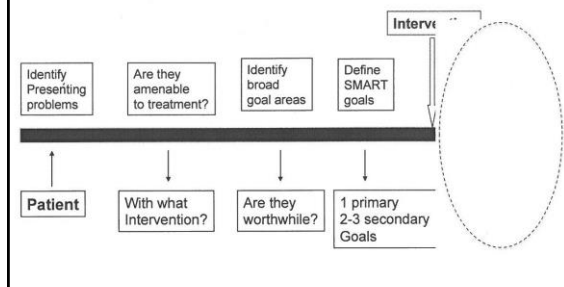 Identify
Presenting
problems
Are they
amenable
to treatment?
Identify
broad
goal areas
Define
SMART
goals
Patient
With what
Intervention?
Are they
worthwhile?
1 primary
2-3 secondary
Goals